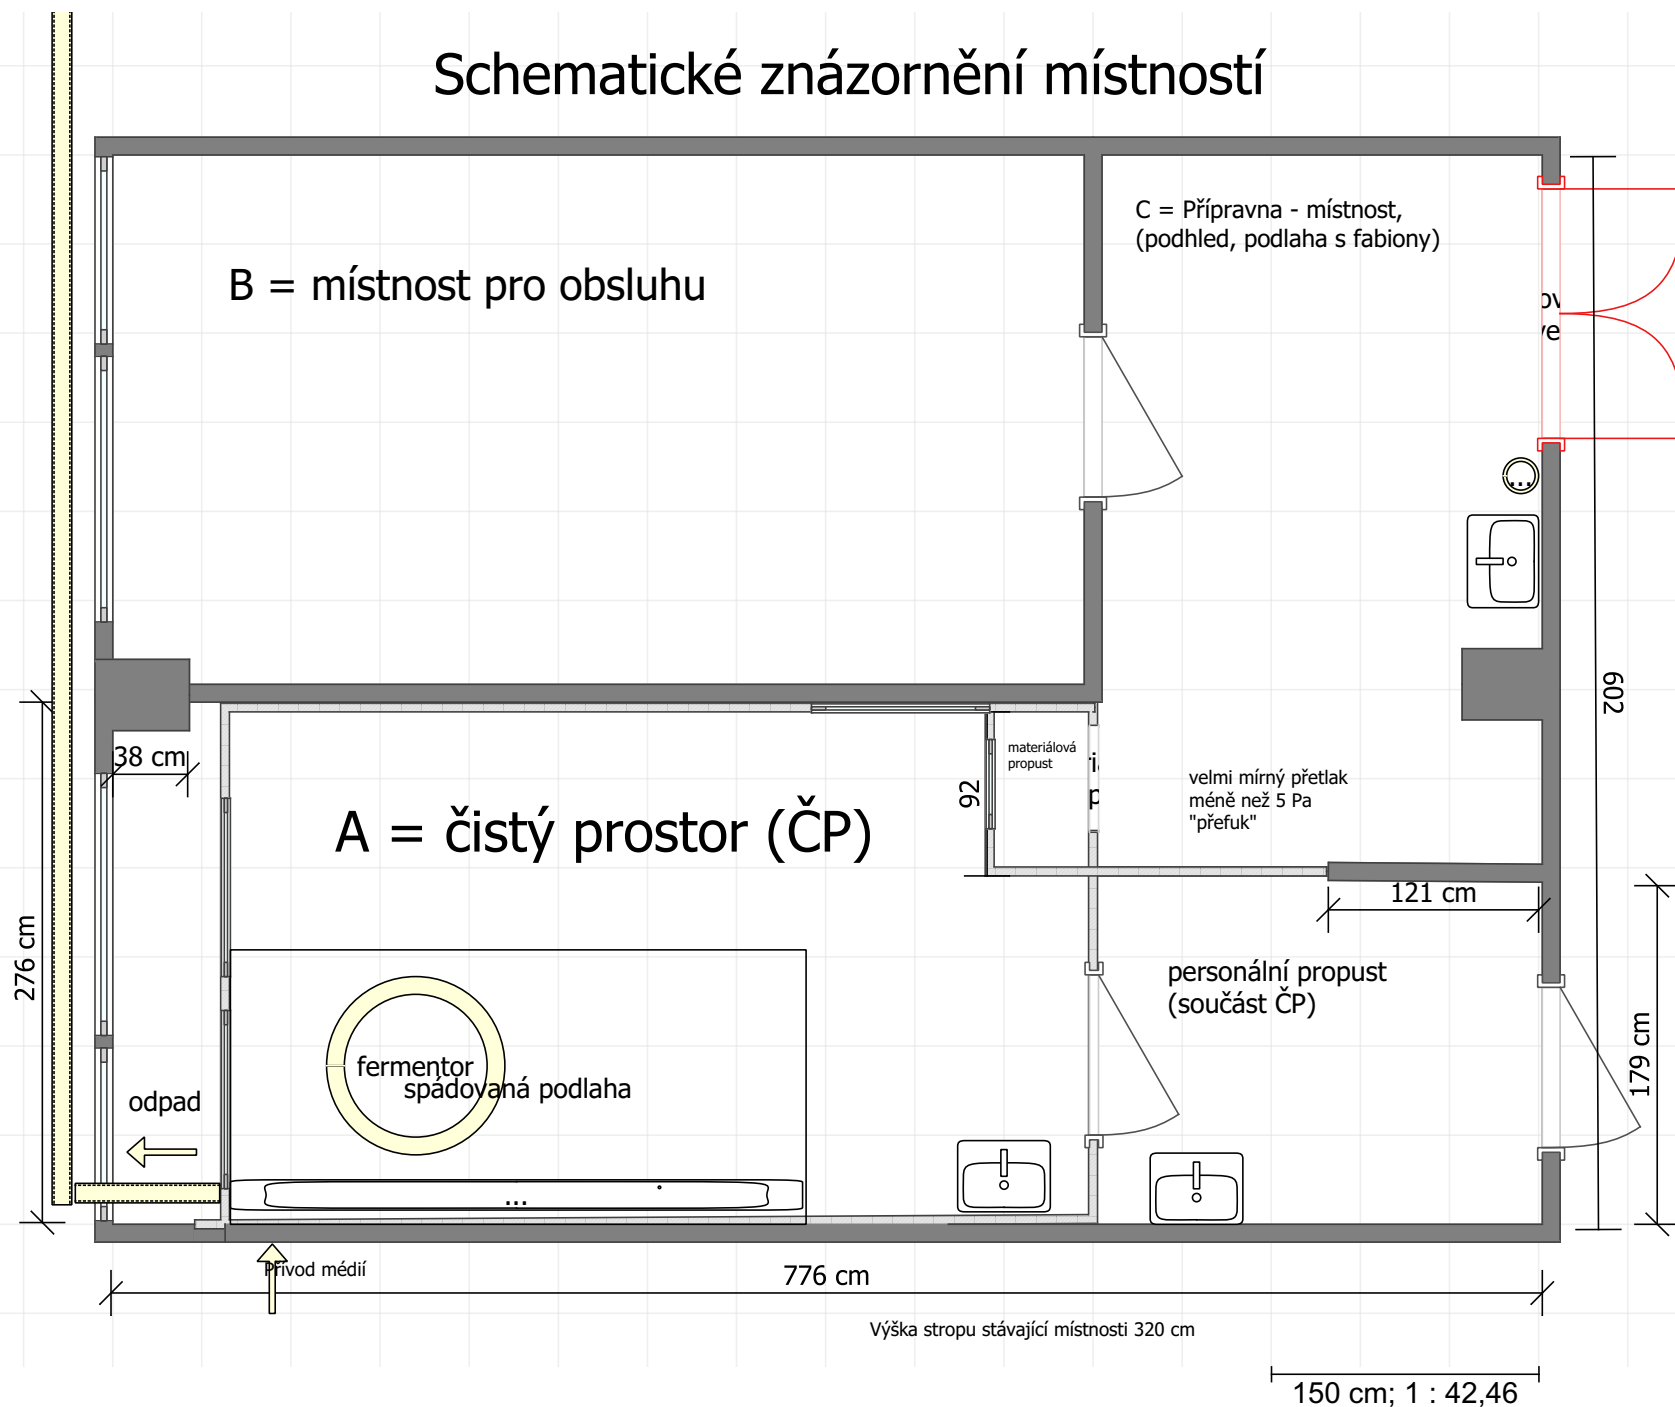 Schematické znázornění místností
C = Přípravna - místnost,
(podhled, podlaha s fabiony)
B = místnost pro obsluhu
...
609
38 cm
materiálová
propust
92
velmi mírný přetlak
méně než 5 Pa
"přefuk"
A = čistý prostor (ČP)
121 cm
276 cm
personální propust
(součást ČP)
179 cm
fermentor
spádovaná podlaha
odpad
...
Přívod médií
776 cm
Výška stropu stávající místnosti 320 cm
150 cm; 1 : 42,46